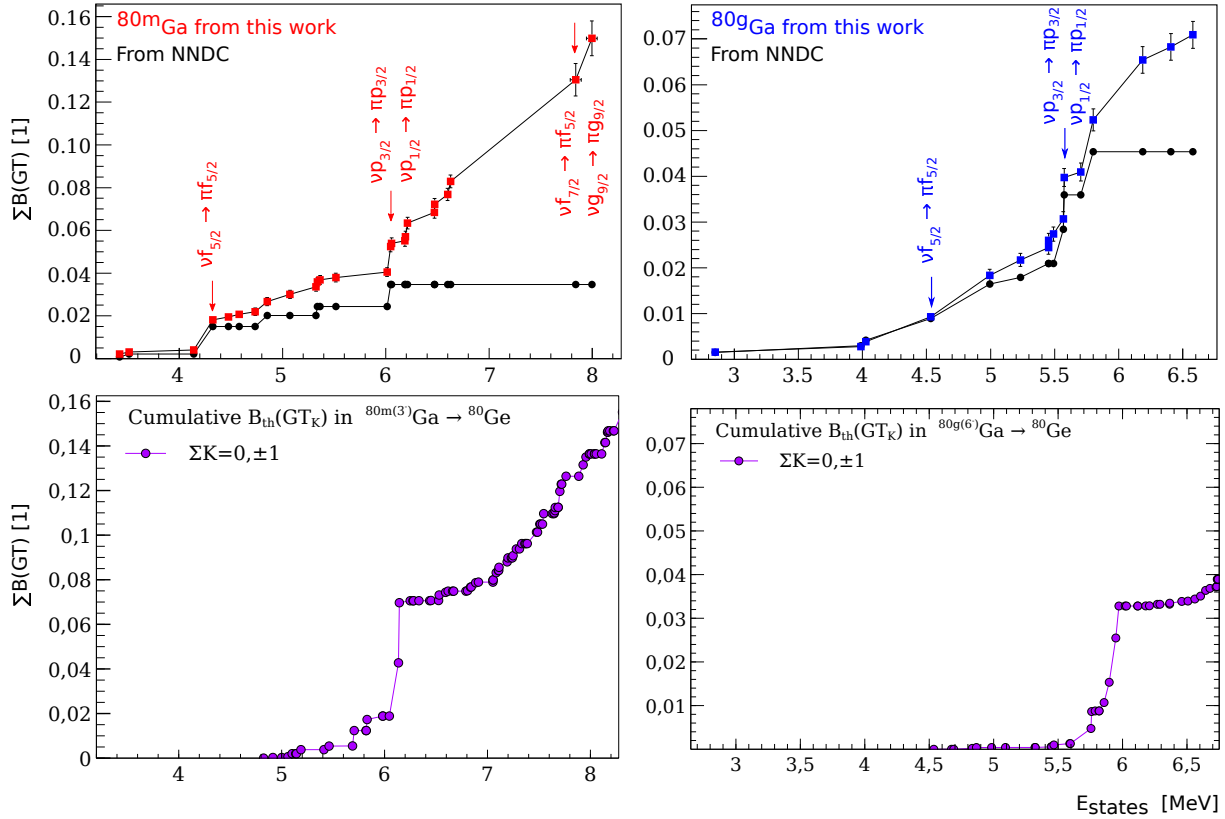 80mGa from this work
From NNDC
νf5/2 → πf5/2
νp3/2 → πp3/2
νp1/2 → πp1/2
νf7/2 → πf5/2
νg9/2 → πg9/2
ΣB(GT) [1]
0.16
0.14
0.12
0.1
0.08
0.06
0.04
0.02
0
4 5 6 7 8
80gGa from this work
From NNDC
νf5/2 → πf5/2
νp3/2 → πp3/2
νp1/2 → πp1/2
0.07
0.06
0.05
0.04
0.03
0.02
0.01
0
3 3.5 4 4.5 5 5.5 6 6.5
Cumulative Bth(GTK) in 80m(3-)Ga → 80Ge
ΣK=0,±1
ΣB(GT) [1]
0,16
0,14
0,12
0,1
0,08
0,06
0,04
0,02
0
4 5 6 7 8
Cumulative Bth(GTK) in 80g(6-)Ga → 80Ge
ΣK=0,±1
0,07
0,06
0,05
0,04
0,03
0,02
0,01
3 3,5 4 4,5 5 5,5 6 6,5
Estates [MeV]